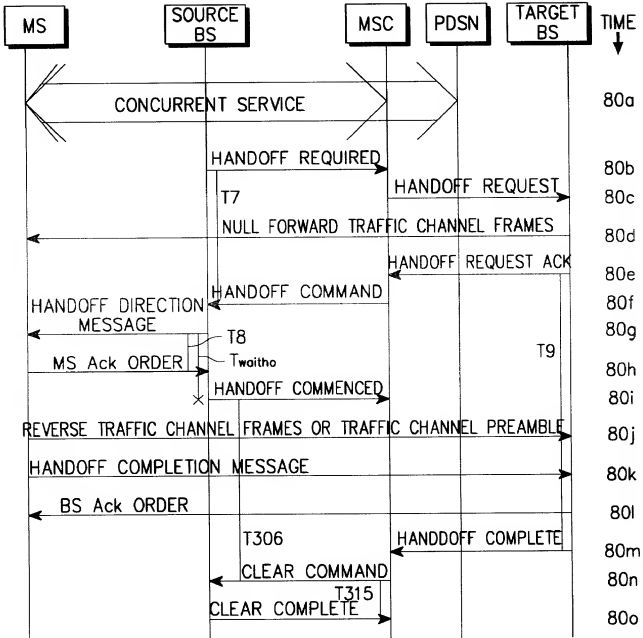 MS
SOURCE
BS
MSC
PDSN
TARGET
BS
TIME
CONCURRENT SERVICE
80a
HANDOFF REQUIRED
80b
T7
HANDOFF REQUEST
80c
NULL FORWARD TRAFFIC CHANNEL FRAMES
80d
HANDOFF REQUEST ACK
80e
HANDOFF COMMAND
80f
HANDOFF DIRECTION
MESSAGE
80g
T8
T9
MS Ack ORDER
Twaitho
80h
HANDOFF COMMENCED
80i
REVERSE TRAFFIC CHANNEL FRAMES OR TRAFFIC CHANNEL PREAMBLE
80j
HANDOFF COMPLETION MESSAGE
80k
BS Ack ORDER
80l
T306
HANDDOFF COMPLETE
80m
CLEAR COMMAND
80n
T315
CLEAR COMPLETE
80o